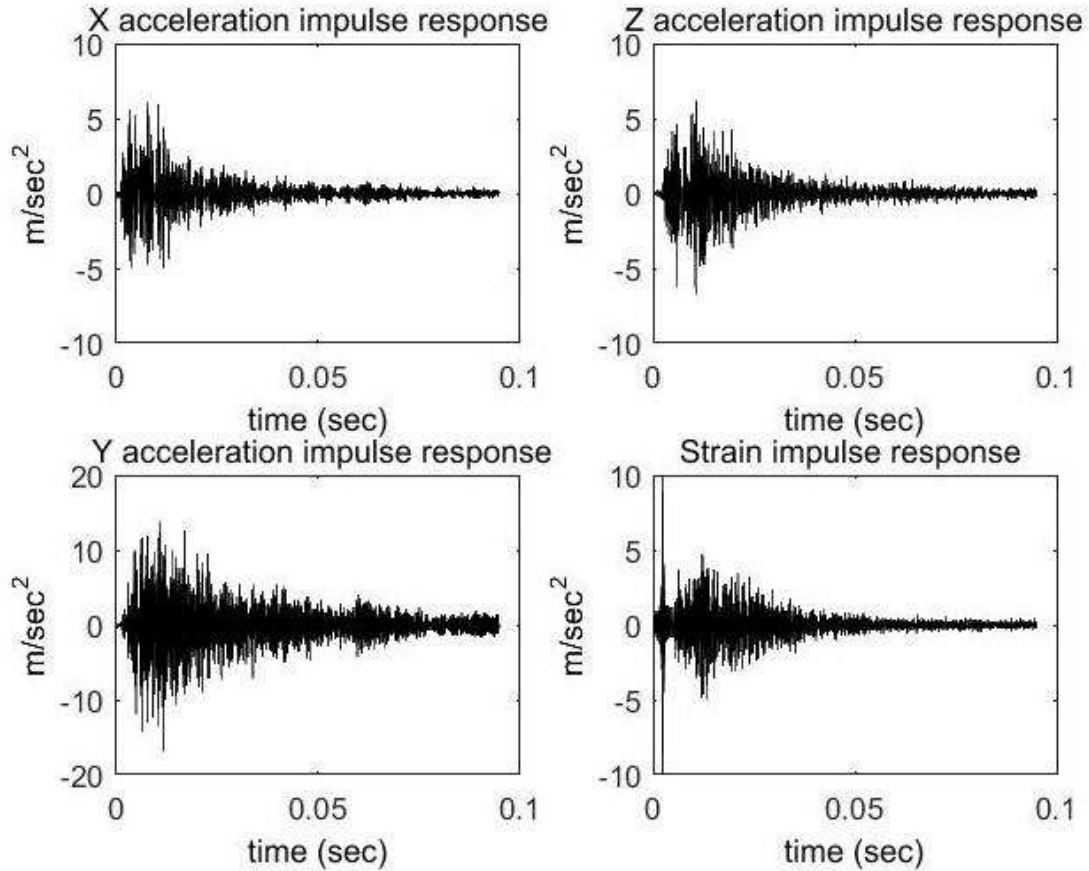 X acceleration impulse response
10
5
0
-5
-10
m/sec²
0 0.05 0.1
time (sec)
Z acceleration impulse response
10
5
0
-5
-10
m/sec²
0 0.05 0.1
time (sec)
Y acceleration impulse response
20
10
0
-10
-20
m/sec²
0 0.05 0.1
time (sec)
Strain impulse response
10
5
0
-5
-10
m/sec²
0 0.05 0.1
time (sec)